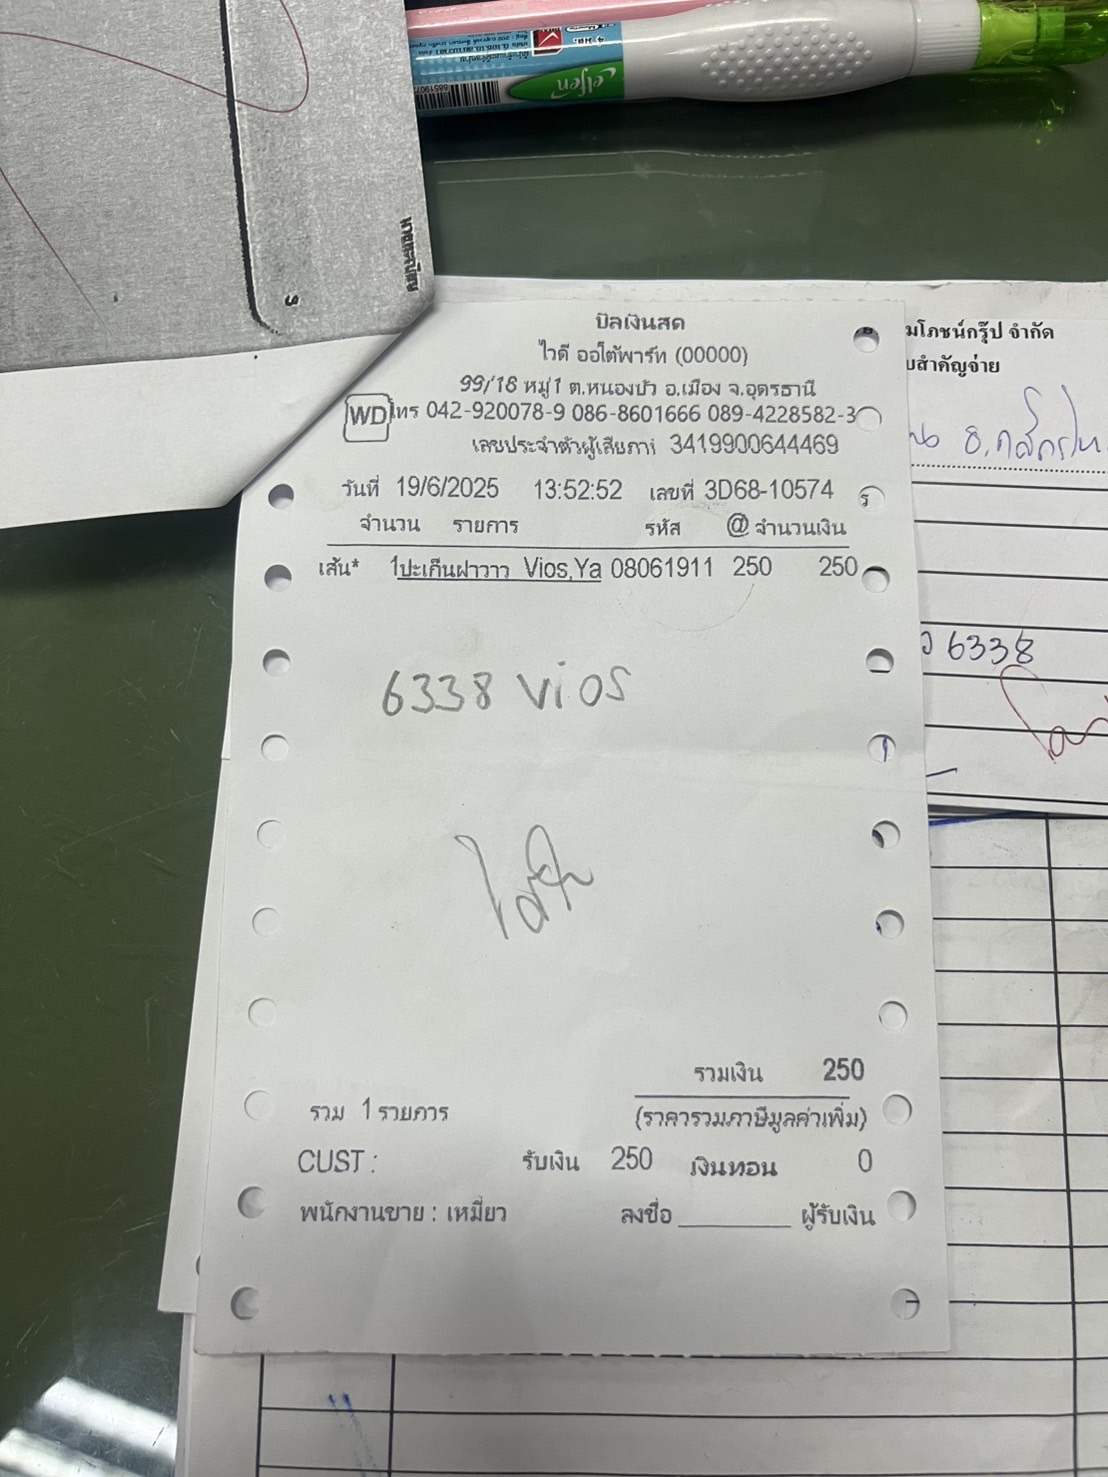 elfen
นายทะเบียน
3
มโภชน์กรุ๊ป จำกัด
บสำคัญจ่าย
6338
บิลเงินสด
ไวดี ออโต้พาร์ท (00000)
99/18 หมู่1 ต.หนองบัว อ.เมือง จ.อุดรธานี
WD โทร 042-920078-9 086-8601666 089-4228582-3
เลขประจำตัวผู้เสียภาษี 3419900644469
วันที่ 19/6/2025 13:52:52 เลขที่ 3D68-10574
จำนวน รายการ รหัส @ จำนวนเงิน
เส้น* 1 ปะเก็นฝาวาว Vios,Ya 08061911 250 250
6338 vios
รวมเงิน 250
รวม 1 รายการ (ราคารวมภาษีมูลค่าเพิ่ม)
CUST : รับเงิน 250 เงินทอน 0
พนักงานขาย : เหมี่ยว ลงชื่อ ผู้รับเงิน